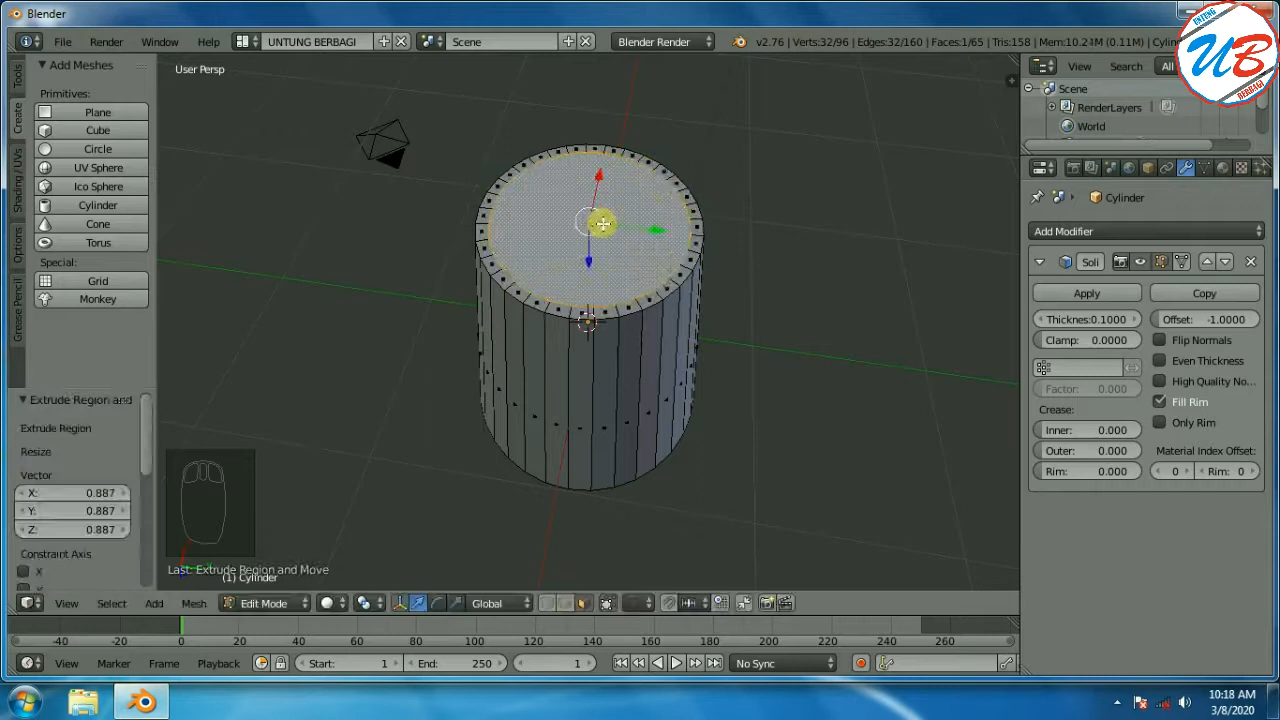 Blender
File Render Window Help UNTUNG BERBAGI Scene Blender Render v2.76 | Verts:32/96 | Edges:32/160 | Faces:1/65 | Tris:158 | Mem:10.21M (0.11M) | Cylin
ENTENG
UB
BERBAGI
Tools
Create
Shading / UVs
Options
Grease Pencil
Add Meshes
Primitives:
Plane
Cube
Circle
UV Sphere
Ico Sphere
Cylinder
Cone
Torus
Special:
Grid
Monkey
Extrude Region and
Extrude Region
Resize
Vector
X: 0.887
Y: 0.887
Z: 0.887
Constraint Axis
X
User Persp
Last: Extrude Region and Move
(1) Cylinder
View Search All
Scene
RenderLayers
World
Cylinder
Add Modifier
Soli
Apply Copy
Thicknes:0.1000 Offset: -1.0000
Clamp: 0.0000 Flip Normals
Even Thickness
Factor: 0.000 High Quality No...
Crease: Fill Rim
Inner: 0.000 Only Rim
Outer: 0.000 Material Index Offset:
Rim: 0.000 0 Rim: 0
View Select Add Mesh Edit Mode Global
-40 -20 0 20 40 60 80 100 120 140 160 180 200 220 240 260
View Marker Frame Playback Start: 1 End: 250 1 No Sync
10:18 AM
3/8/2020